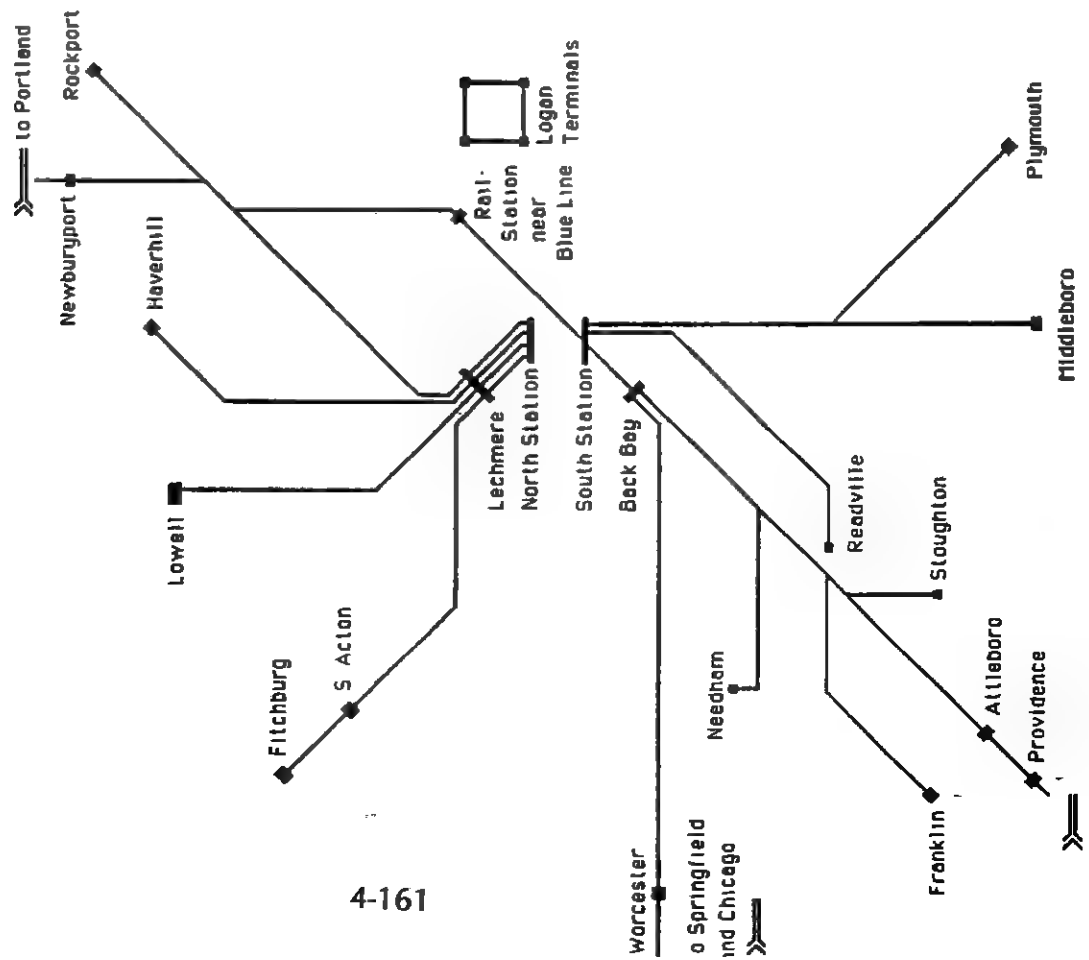 to Portland
Rockport
Newburyport
Haverhill
Logan
Terminals
Rail-
Station
near
Blue Line
Lowell
Lechmere
North Station
South Station
Back Bay
Fitchburg
S Acton
Plymouth
Middleboro
Readville
Stoughton
Needham
Attleboro
Providence
Franklin
Worcester
o Springfield
nd Chicago
4-161